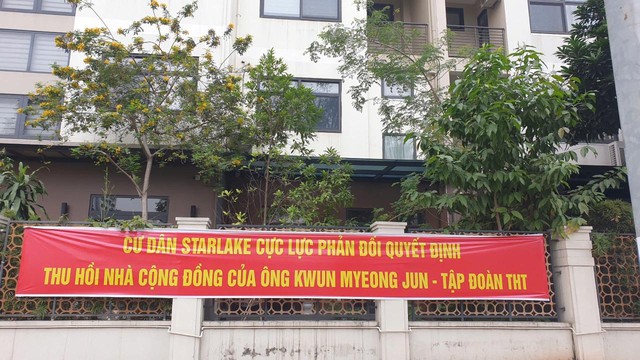 CƯ DÂN STARLAKE CỰC LỰC PHẢN ĐỐI QUYẾT ĐỊNH
THU HỒI NHÀ CỘNG ĐỒNG CỦA ÔNG KWUN MYEONG JUN - TẬP ĐOÀN THT